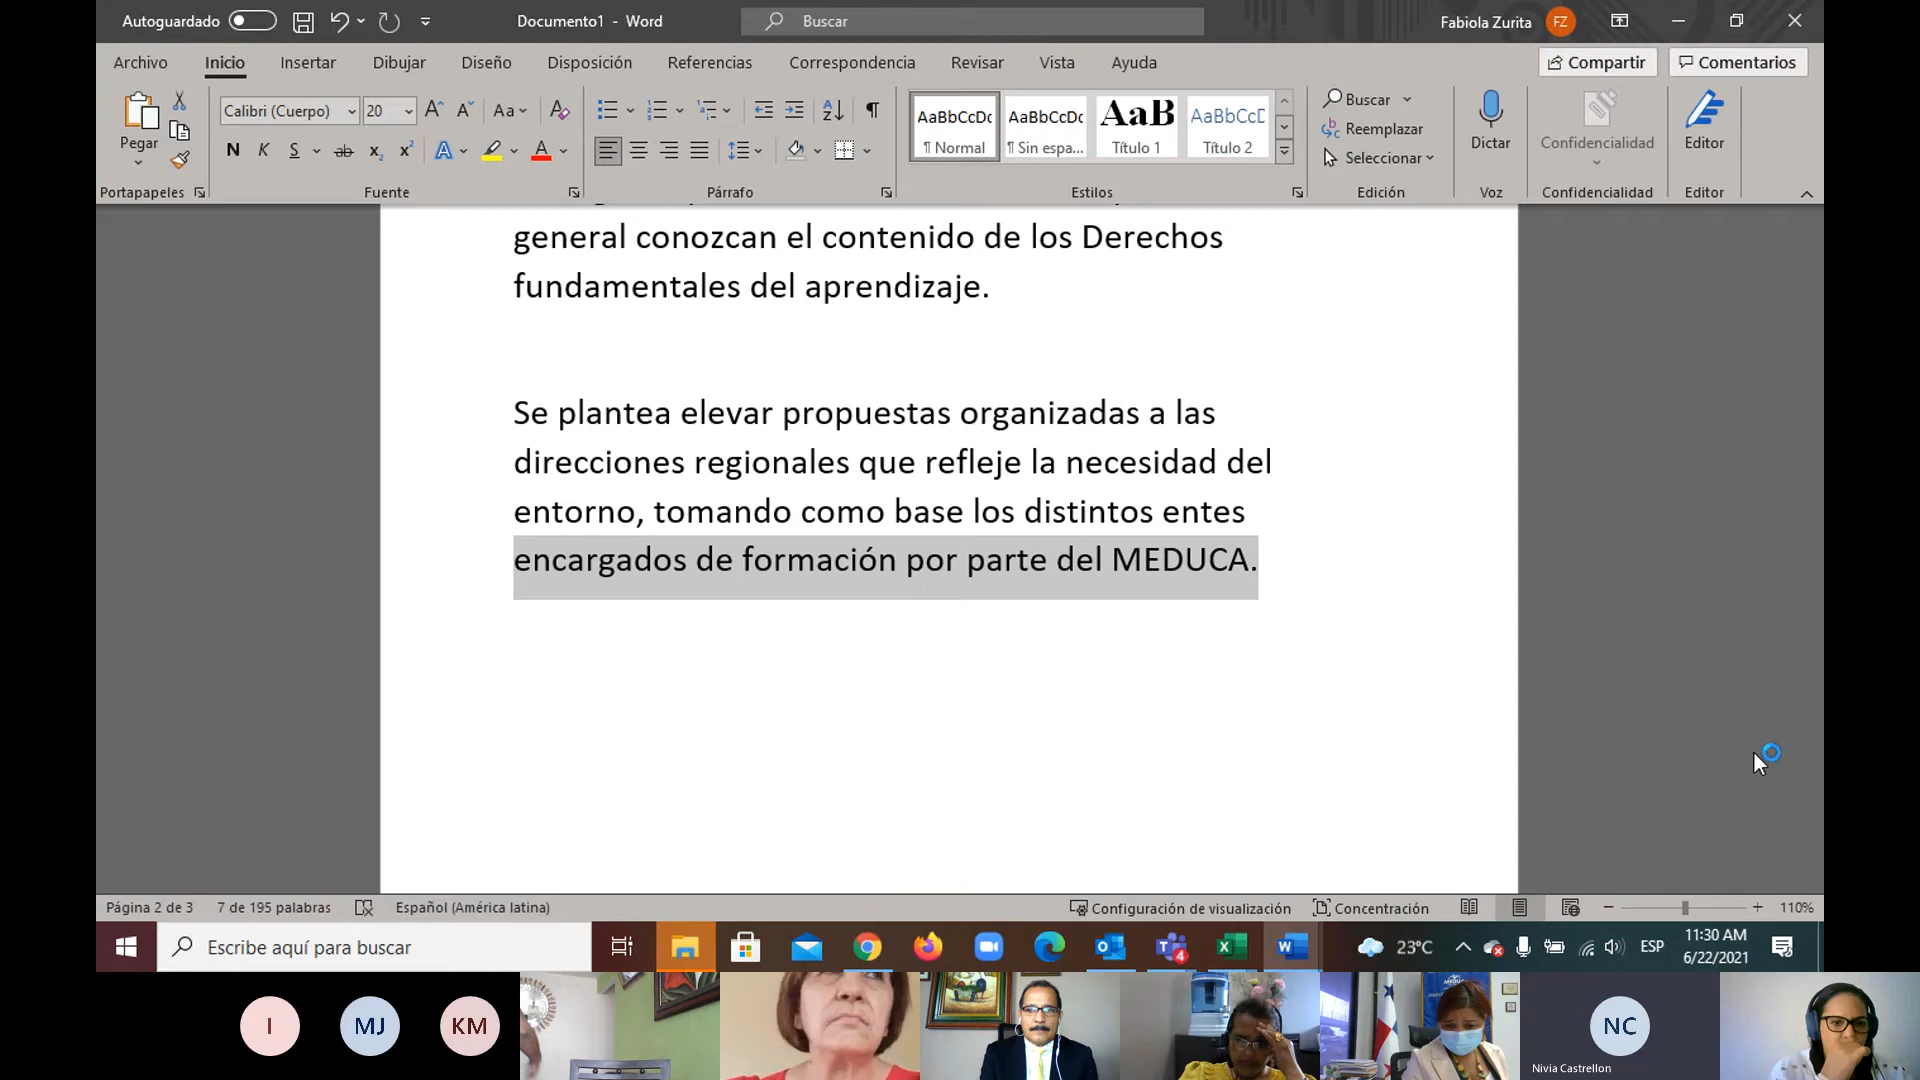 Autoguardado
Documento1 - Word
Buscar
Fabiola Zurita
FZ
Archivo
Inicio
Insertar
Dibujar
Diseño
Disposición
Referencias
Correspondencia
Revisar
Vista
Ayuda
Compartir
Comentarios
Pegar
Calibri (Cuerpo)
20
Aa
N K S ab x₂ x²
AaBbCcDc
¶ Normal
AaBbCcDc
¶ Sin espa...
AaB
Título 1
AaBbCcD
Título 2
Buscar
Reemplazar
Seleccionar
Dictar
Confidencialidad
Editor
Portapapeles
Fuente
Párrafo
Estilos
Edición
Voz
Confidencialidad
Editor
general conozcan el contenido de los Derechos
fundamentales del aprendizaje.
Se plantea elevar propuestas organizadas a las
direcciones regionales que refleje la necesidad del
entorno, tomando como base los distintos entes
encargados de formación por parte del MEDUCA.
Página 2 de 3
7 de 195 palabras
Español (América latina)
Configuración de visualización
Concentración
110%
Escribe aquí para buscar
4
23°C
ESP
11:30 AM
6/22/2021
I
MJ
KM
NC
Nivia Castrellon